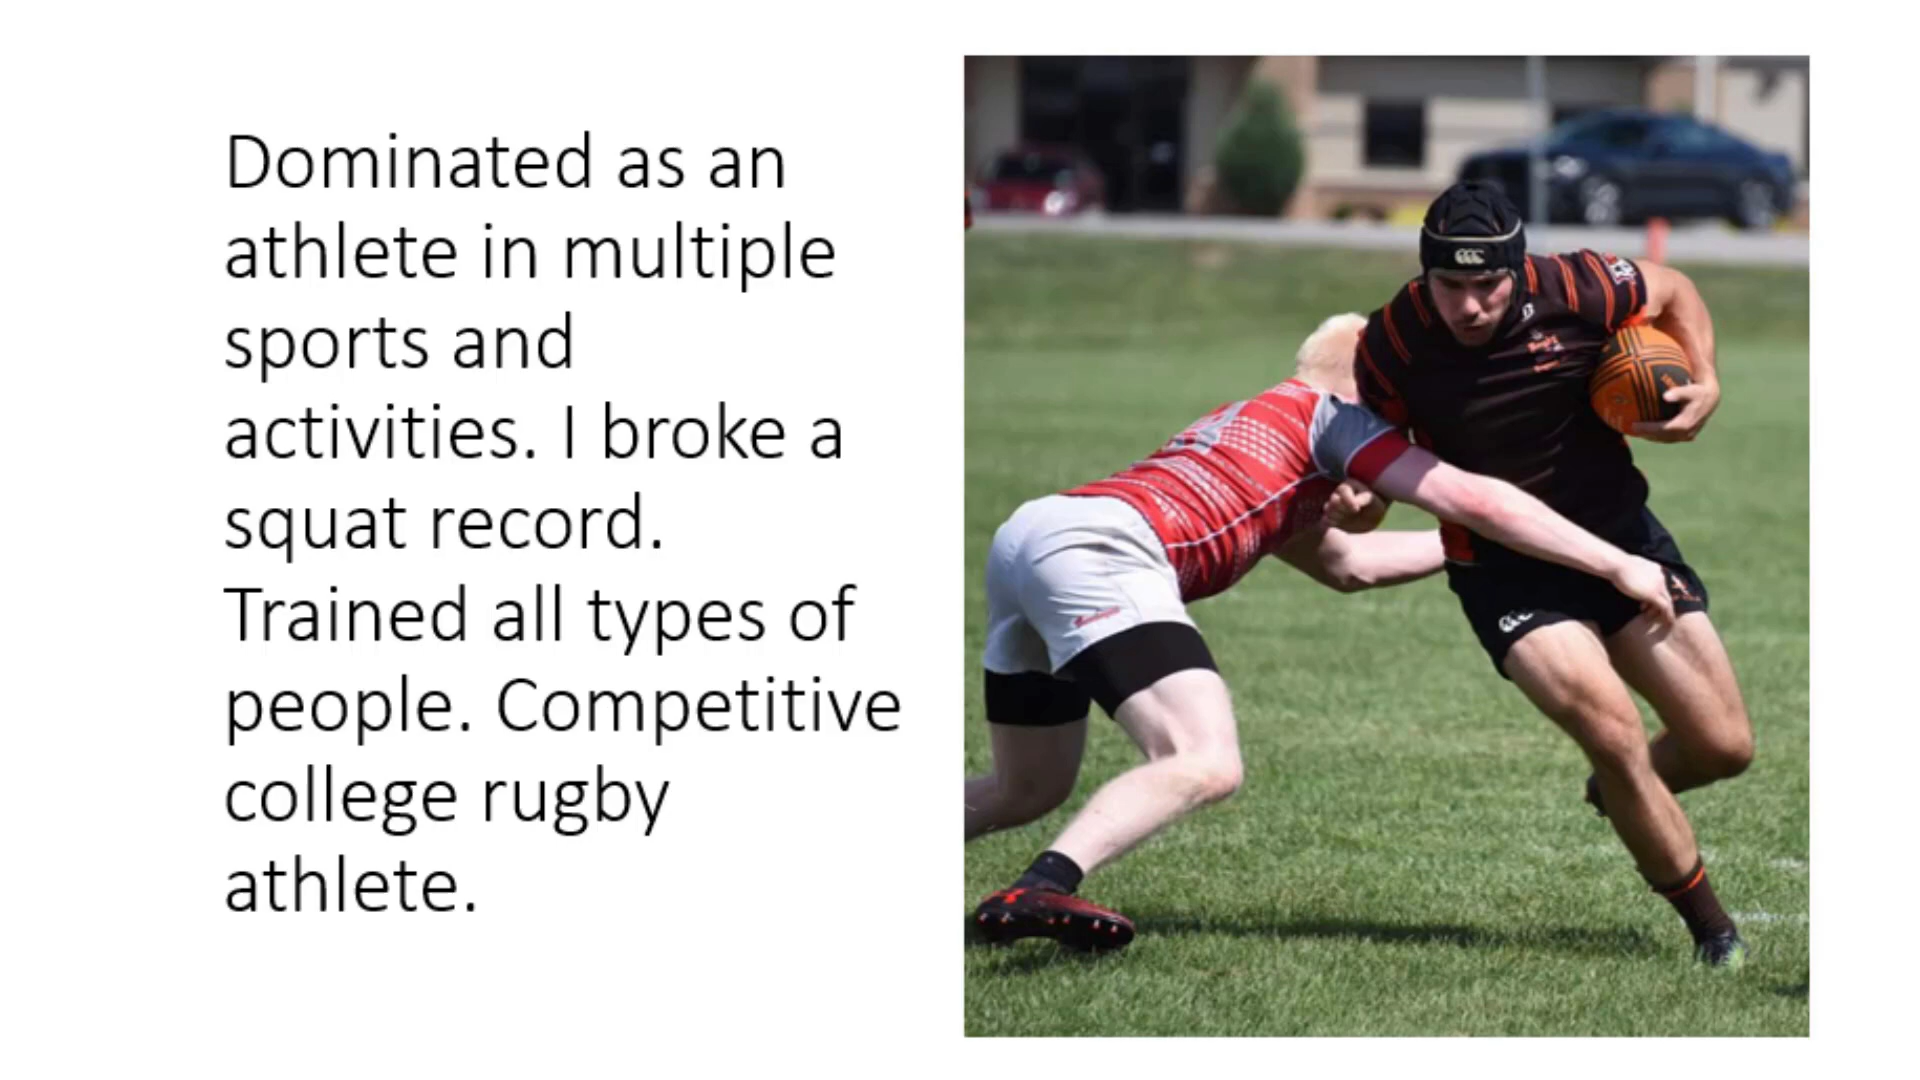 Dominated as an
athlete in multiple
sports and
activities. I broke a
squat record.
Trained all types of
people. Competitive
college rugby
athlete.